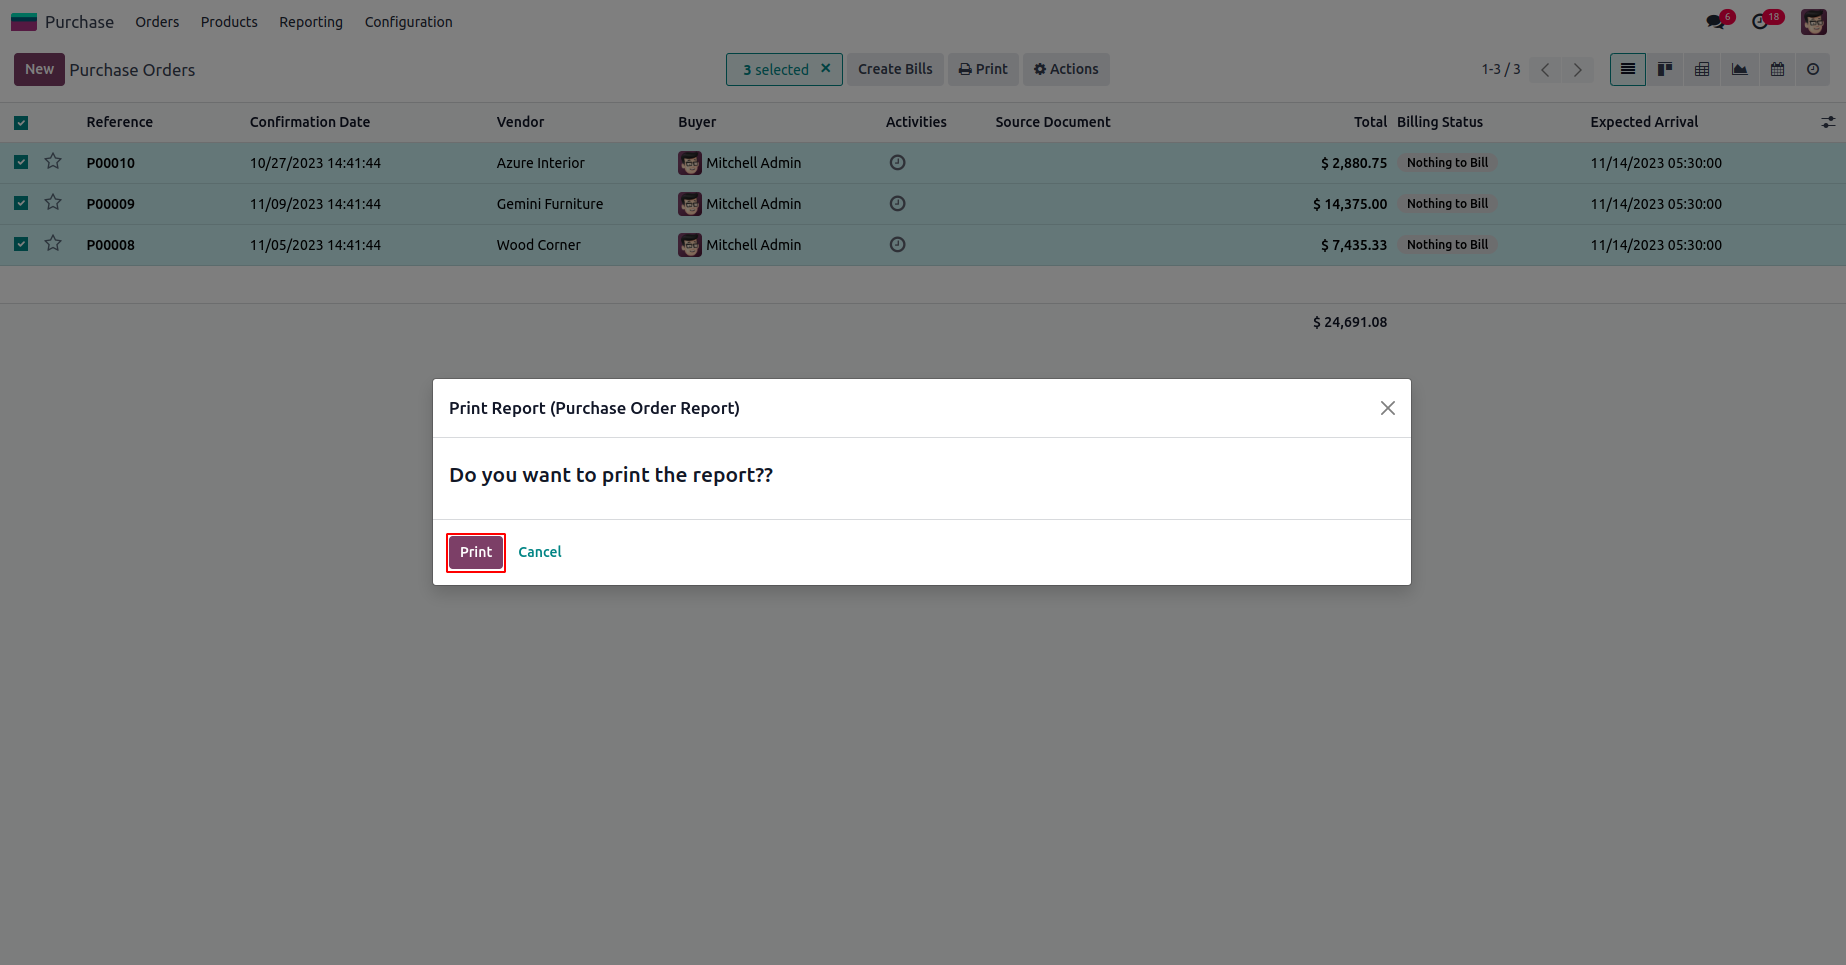 Purchase Orders Products Reporting Configuration 6 18
New Purchase Orders 3 selected × Create Bills Print Actions 1-3 / 3
Reference Confirmation Date Vendor Buyer Activities Source Document Total Billing Status Expected Arrival
P00010 10/27/2023 14:41:44 Azure Interior Mitchell Admin $ 2,880.75 Nothing to Bill 11/14/2023 05:30:00
P00009 11/09/2023 14:41:44 Gemini Furniture Mitchell Admin $ 14,375.00 Nothing to Bill 11/14/2023 05:30:00
P00008 11/05/2023 14:41:44 Wood Corner Mitchell Admin $ 7,435.33 Nothing to Bill 11/14/2023 05:30:00
$ 24,691.08
Print Report (Purchase Order Report)
Do you want to print the report??
Print Cancel